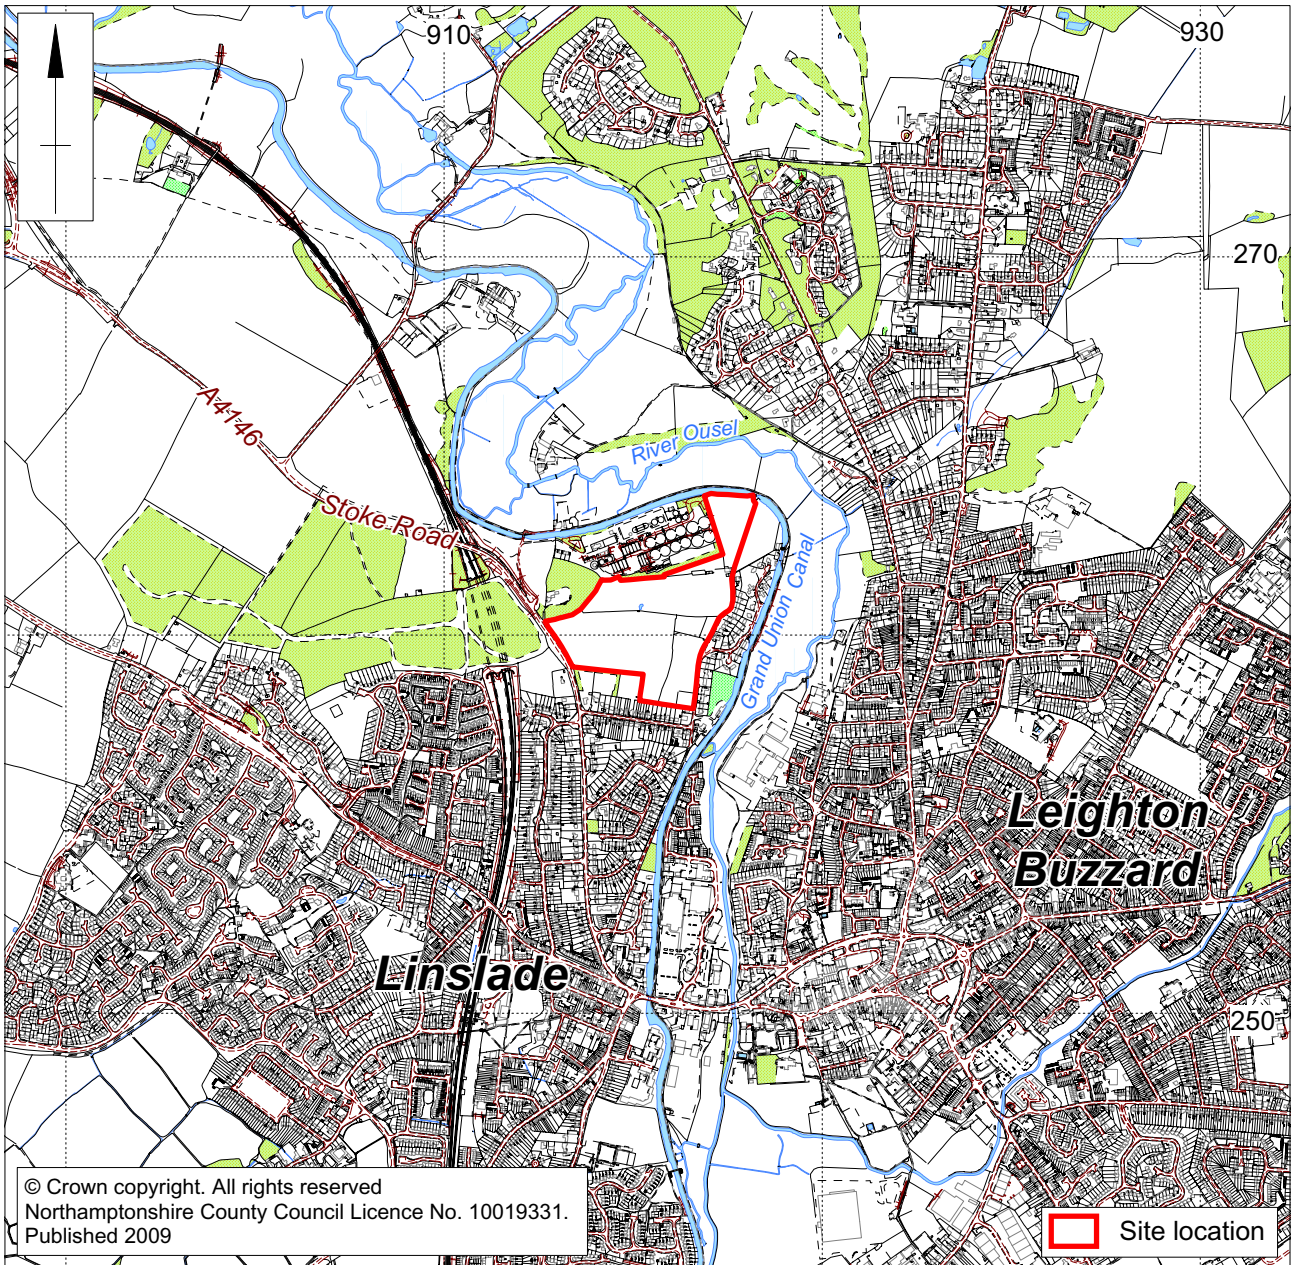 910
930
270
A4146
River Ousel
Stoke Road
Grand Union Canal
Leighton
Buzzard
Linslade
250
© Crown copyright. All rights reserved
Northamptonshire County Council Licence No. 10019331.
Published 2009
Site location